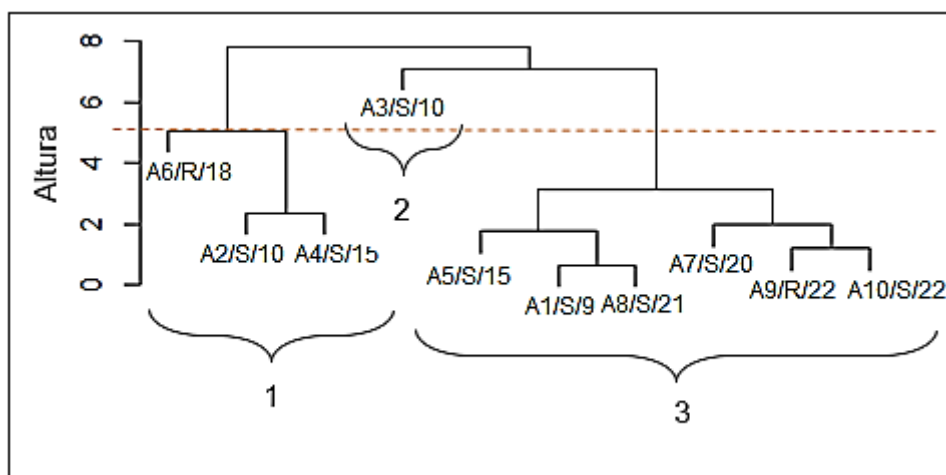 Altura
8
6
4
2
0
A3/S/10
A6/R/18
2
A2/S/10 A4/S/15
A5/S/15
A7/S/20
A1/S/9 A8/S/21
A9/R/22 A10/S/22
1
3